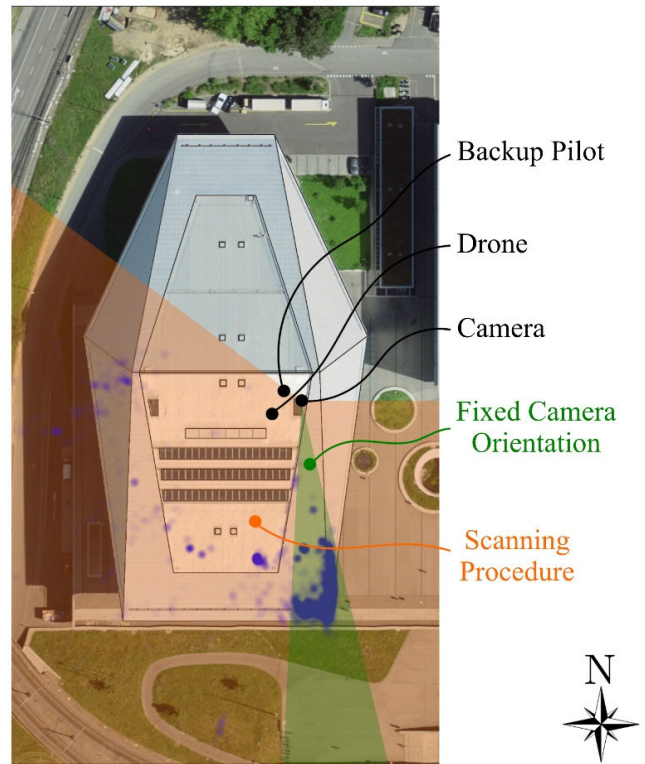 Backup Pilot
Drone
Camera
Fixed Camera
Orientation
Scanning
Procedure
N